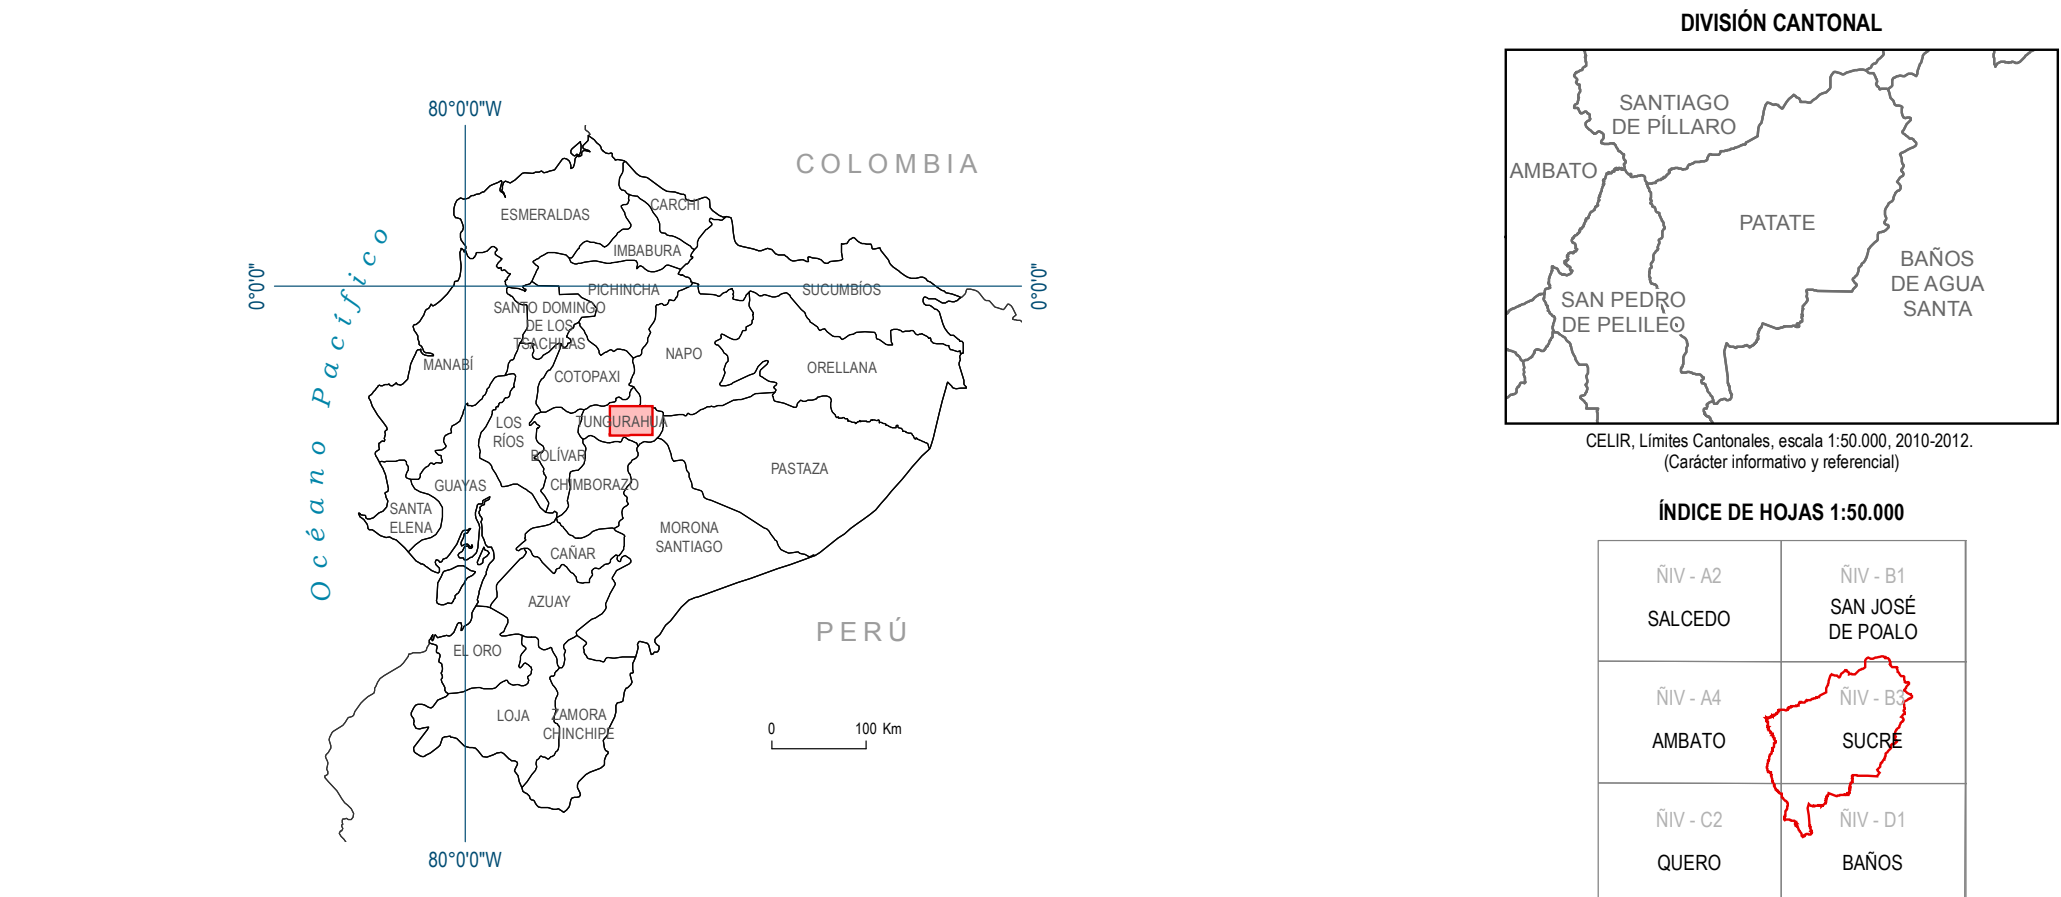 80°0'0"W
COLOMBIA
CARCHI
ESMERALDAS
IMBABURA
Océano Pacífico
0°0'0"
0°0'0"
PICHINCHA
SUCUMBÍOS
SANTO DOMINGO
DE LOS
TSACHILAS
NAPO
MANABÍ
ORELLANA
COTOPAXI
LOS
RÍOS
TUNGURAHUA
BOLÍVAR
PASTAZA
GUAYAS
CHIMBORAZO
SANTA
ELENA
MORONA
SANTIAGO
CAÑAR
AZUAY
PERÚ
EL ORO
LOJA
ZAMORA
CHINCHIPE
0
100 Km
80°0'0"W
DIVISIÓN CANTONAL
SANTIAGO
DE PÍLLARO
AMBATO
PATATE
BAÑOS
DE AGUA
SANTA
SAN PEDRO
DE PELILEO
CELIR, Límites Cantonales, escala 1:50.000, 2010-2012.
(Carácter informativo y referencial)
ÍNDICE DE HOJAS 1:50.000
ÑIV - A2
SALCEDO
ÑIV - B1
SAN JOSÉ
DE POALO
ÑIV - A4
AMBATO
ÑIV - B3
SUCRE
ÑIV - C2
QUERO
ÑIV - D1
BAÑOS